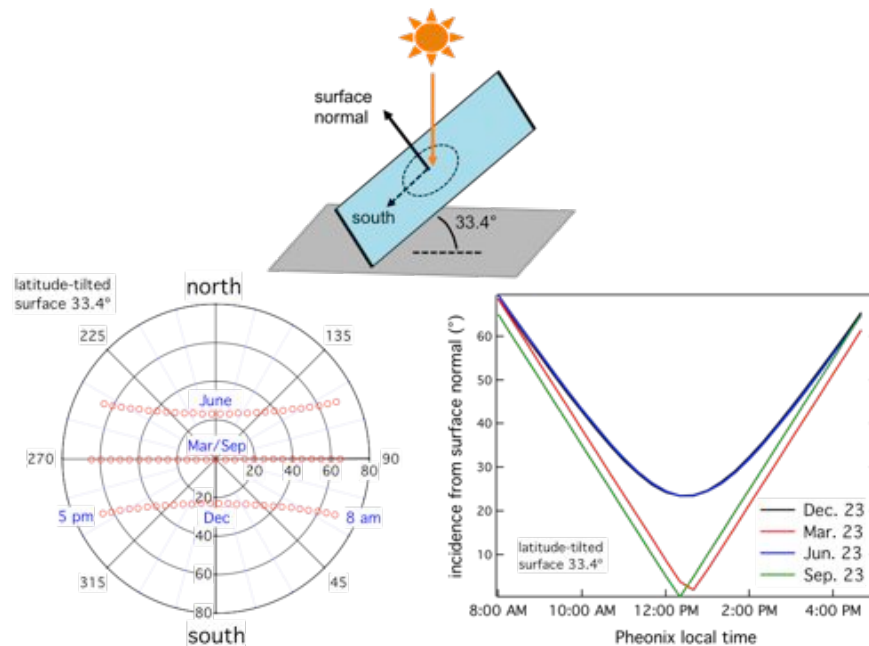 surface
normal
south
33.4°
latitude-tilted
surface 33.4°
north
225
135
June
Mar/Sep
270
20
40
60
80
90
20
5 pm
Dec
8 am
40
315
60
45
80
south
incidence from surface normal (°)
60
50
40
30
20
10
latitude-tilted
surface 33.4°
Dec. 23
Mar. 23
Jun. 23
Sep. 23
8:00 AM
10:00 AM
12:00 PM
2:00 PM
4:00 PM
Pheonix local time